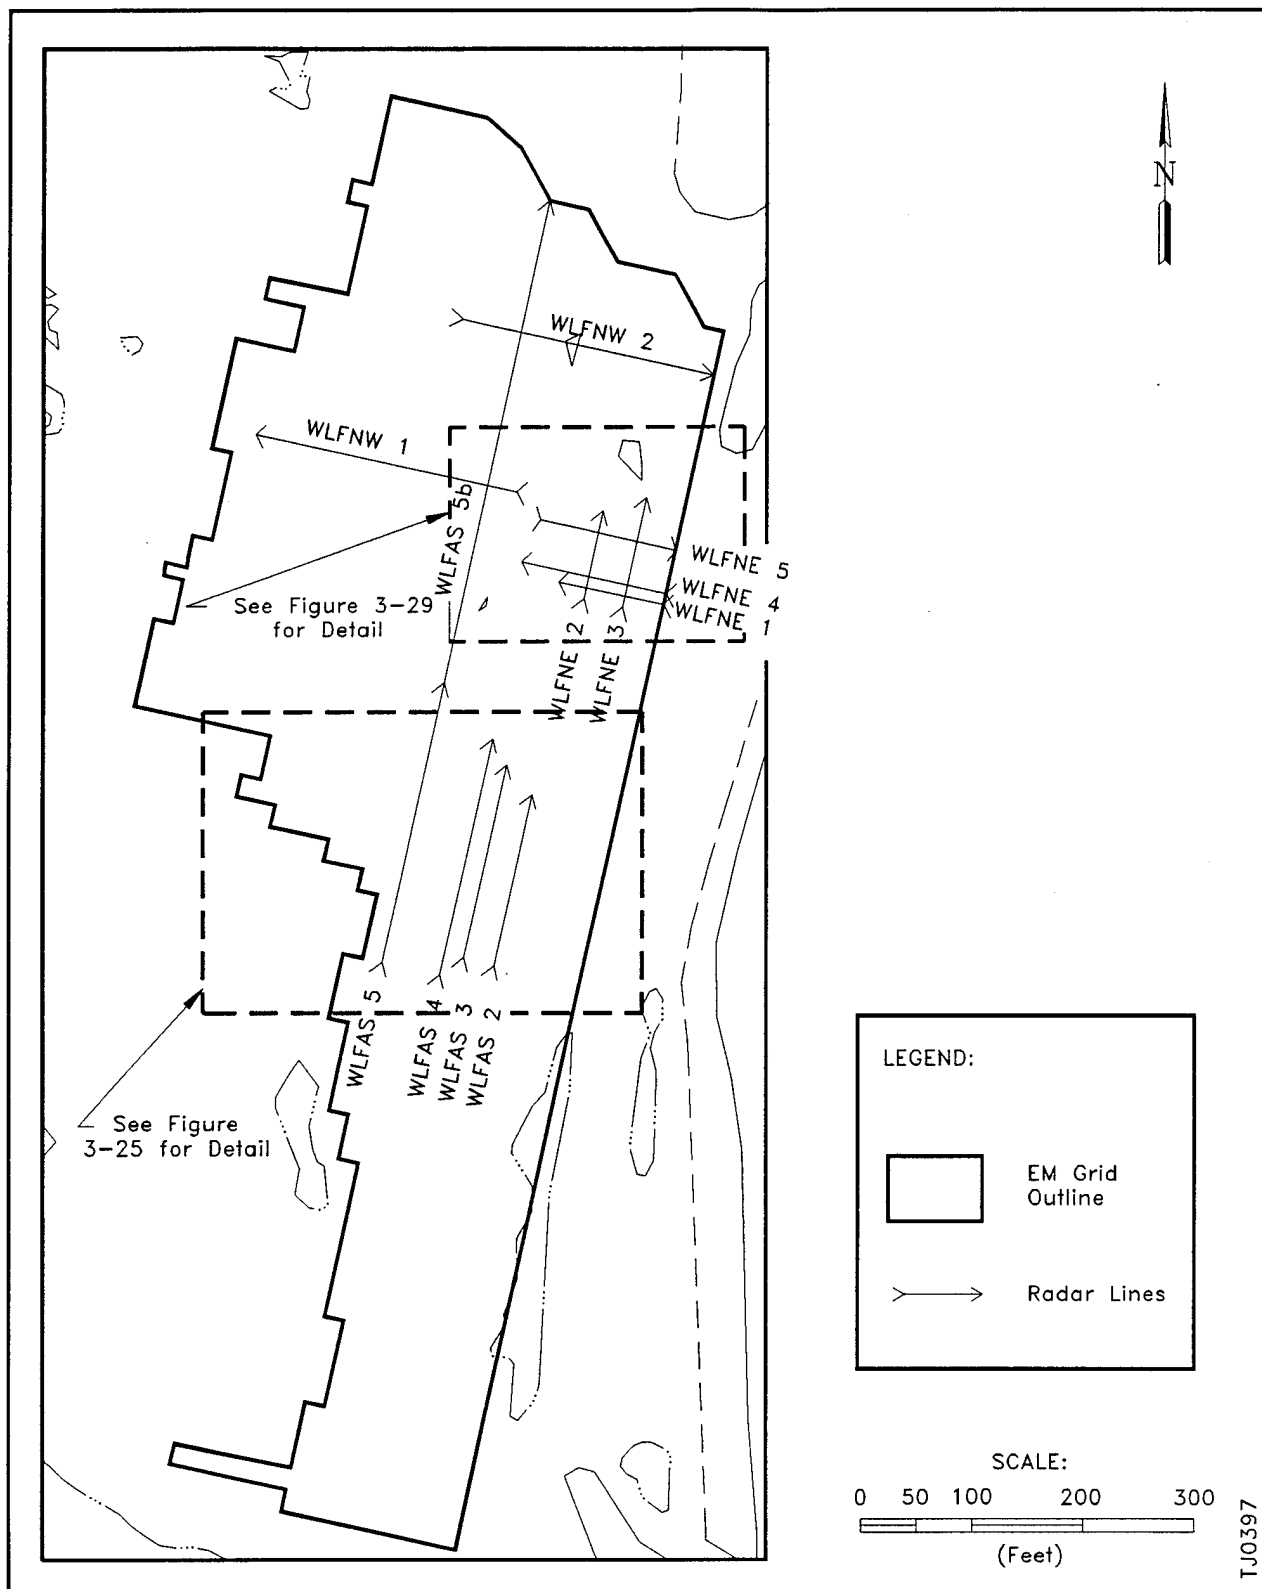 N
WLFNW 2
WLFNW 1
WLFAS 5b
WLFNE 5
WLFNE 4
WLFNE 1
See Figure 3-29
for Detail
WLFNE 2
WLFNE 3
WLFAS 5
WLFAS 4
WLFAS 3
WLFAS 2
See Figure
3-25 for Detail
LEGEND:
EM Grid
Outline
Radar Lines
SCALE:
0 50 100 200 300
(Feet)
TJ0397